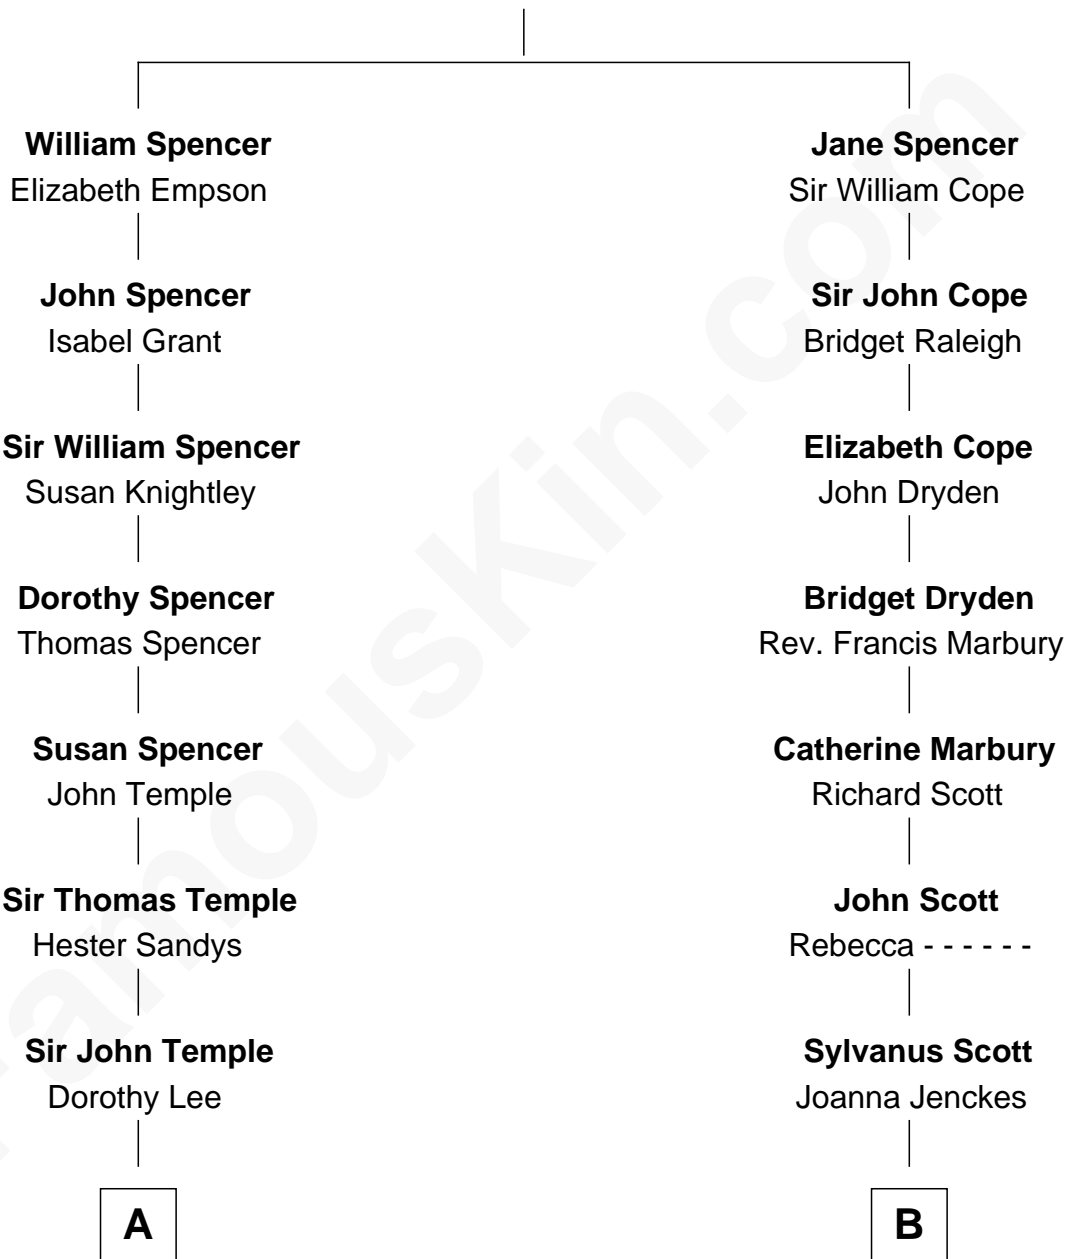 William Spencer
Elizabeth Empson
John Spencer
Isabel Grant
Sir William Spencer
Susan Knightley
Dorothy Spencer
Thomas Spencer
Susan Spencer
John Temple
Sir Thomas Temple
Hester Sandys
Sir John Temple
Dorothy Lee
A
Jane Spencer
Sir William Cope
Sir John Cope
Bridget Raleigh
Elizabeth Cope
John Dryden
Bridget Dryden
Rev. Francis Marbury
Catherine Marbury
Richard Scott
John Scott
Rebecca - - - - - -
Sylvanus Scott
Joanna Jenckes
B
FamousKin.com